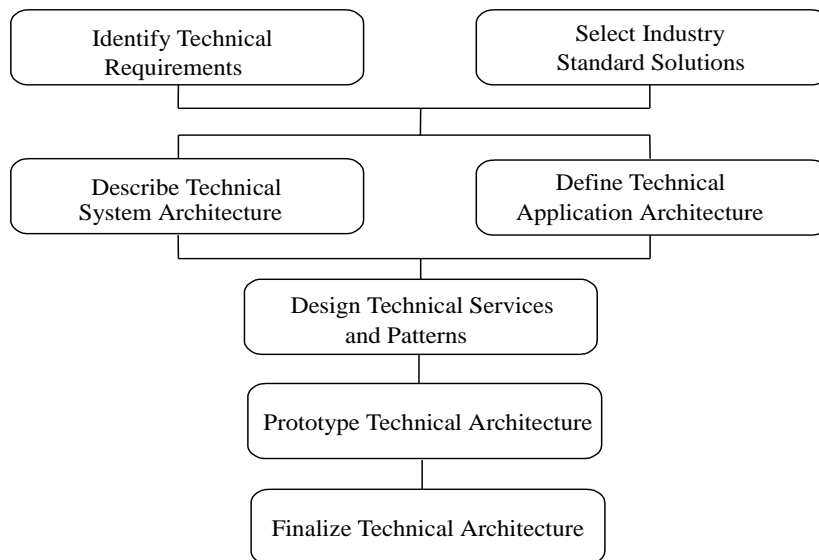 Identify Technical
Requirements
Select Industry
Standard Solutions
Describe Technical
System Architecture
Define Technical
Application Architecture
Design Technical Services
and Patterns
Prototype Technical Architecture
Finalize Technical Architecture